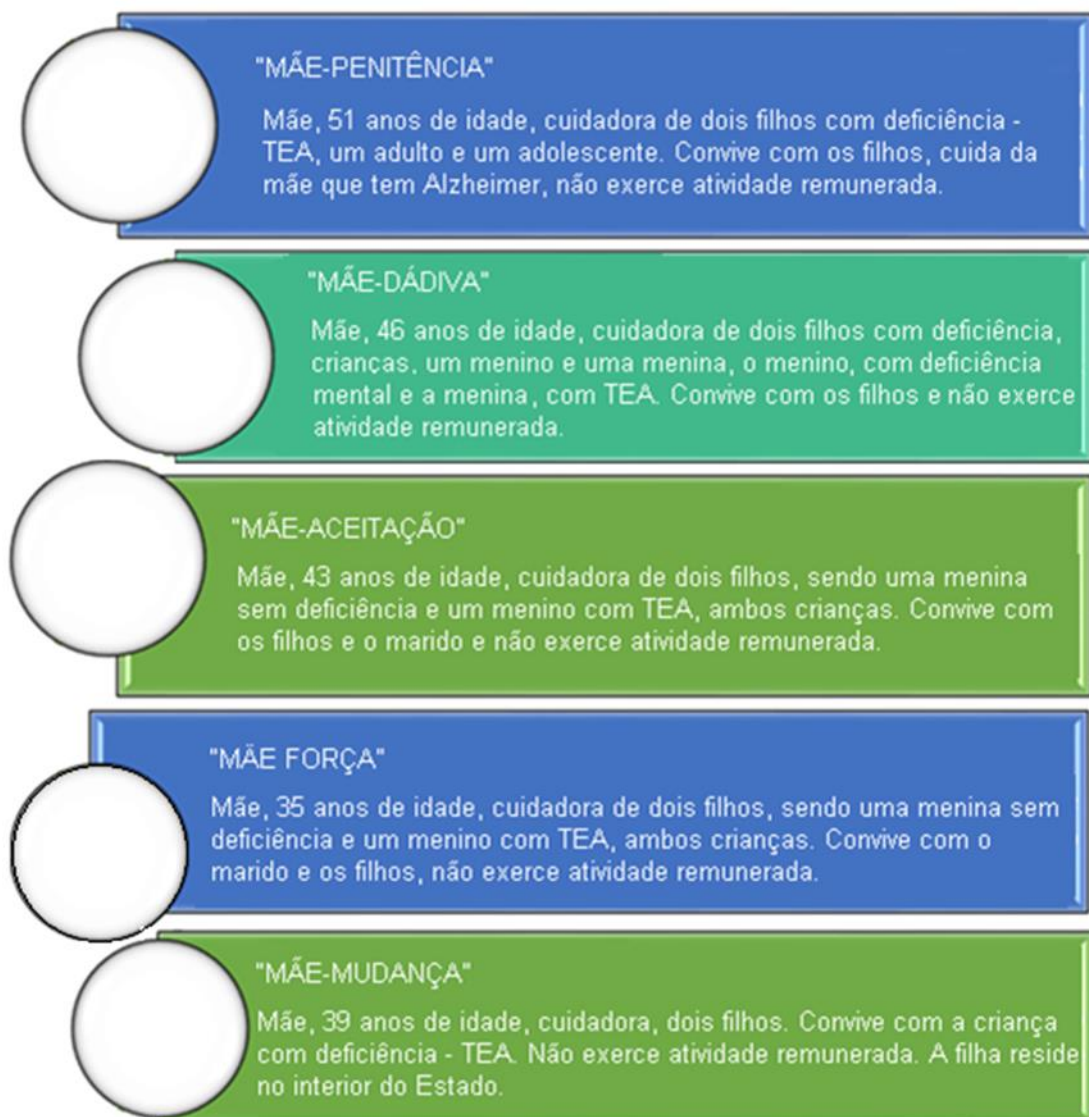 "MÃE-PENITÊNCIA"
Mãe, 51 anos de idade, cuidadora de dois filhos com deficiência -
TEA, um adulto e um adolescente. Convive com os filhos, cuida da
mãe que tem Alzheimer, não exerce atividade remunerada.
"MÃE-DÁDIVA"
Mãe, 46 anos de idade, cuidadora de dois filhos com deficiência,
crianças, um menino e uma menina, o menino, com deficiência
mental e a menina, com TEA. Convive com os filhos e não exerce
atividade remunerada.
"MÃE-ACEITAÇÃO"
Mãe, 43 anos de idade, cuidadora de dois filhos, sendo uma menina
sem deficiência e um menino com TEA, ambos crianças. Convive com
os filhos e o marido e não exerce atividade remunerada.
"MÃE FORÇA"
Mãe, 35 anos de idade, cuidadora de dois filhos, sendo uma menina sem
deficiência e um menino com TEA, ambos crianças. Convive com o
marido e os filhos, não exerce atividade remunerada.
"MÃE-MUDANÇA"
Mãe, 39 anos de idade, cuidadora, dois filhos. Convive com a criança
com deficiência - TEA. Não exerce atividade remunerada. A filha reside
no interior do Estado.